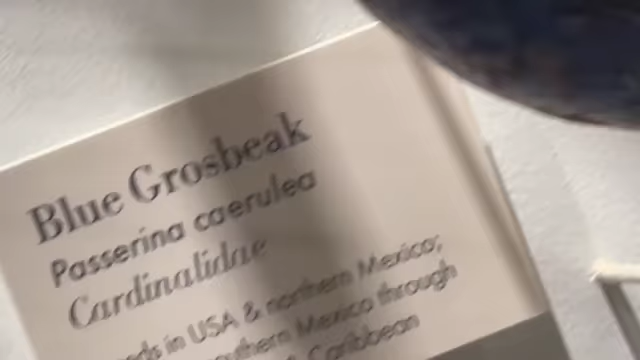 Blue Grosbeak
Passerina caerulea
Cardinalidae
in USA & northern Mexico;
Mexico through
Caribbean